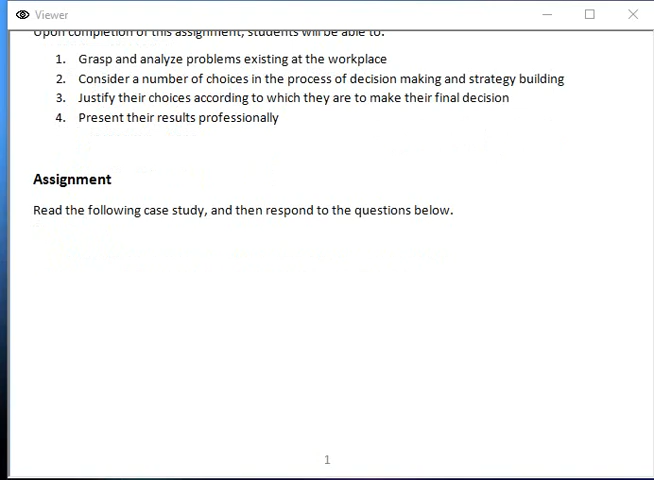 Viewer
Upon completion of this assignment, students will be able to:
1. Grasp and analyze problems existing at the workplace
2. Consider a number of choices in the process of decision making and strategy building
3. Justify their choices according to which they are to make their final decision
4. Present their results professionally
Assignment
Read the following case study, and then respond to the questions below.
1